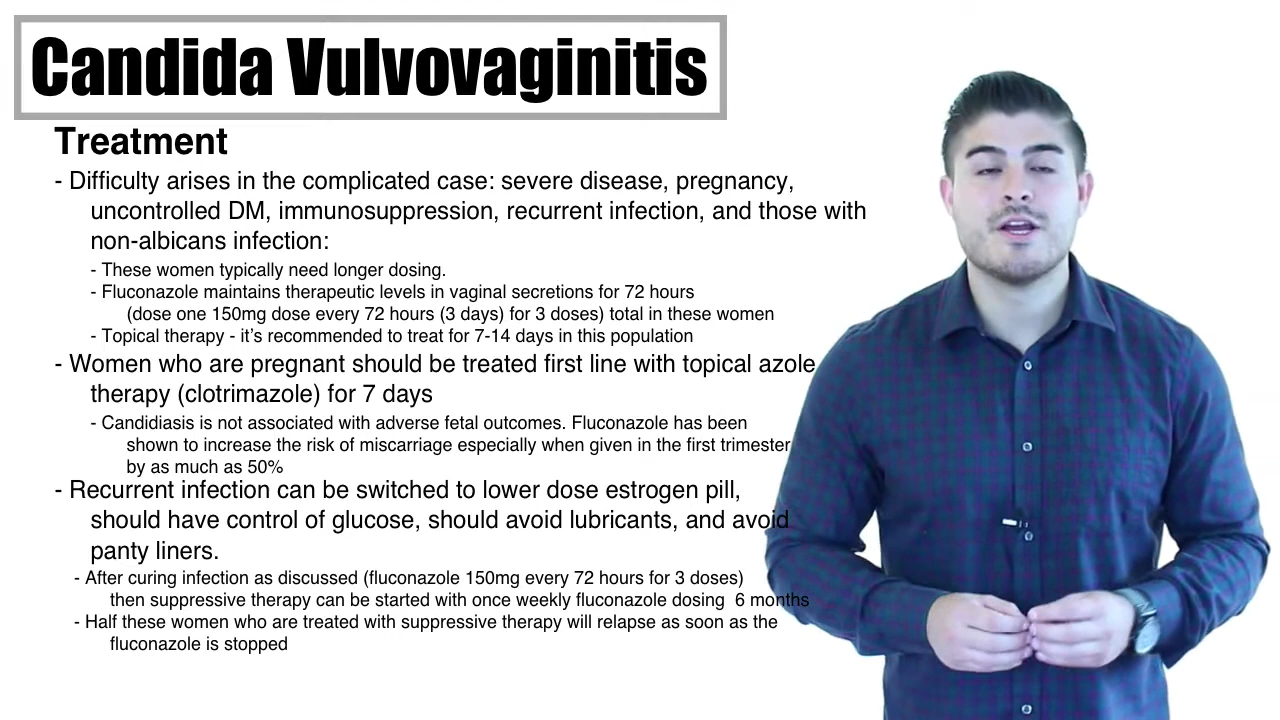 Candida Vulvovaginitis
Treatment
- Difficulty arises in the complicated case: severe disease, pregnancy,
uncontrolled DM, immunosuppression, recurrent infection, and those with
non-albicans infection:
- These women typically need longer dosing.
- Fluconazole maintains therapeutic levels in vaginal secretions for 72 hours
(dose one 150mg dose every 72 hours (3 days) for 3 doses) total in these women
- Topical therapy - it's recommended to treat for 7-14 days in this population
- Women who are pregnant should be treated first line with topical azole
therapy (clotrimazole) for 7 days
- Candidiasis is not associated with adverse fetal outcomes. Fluconazole has been
shown to increase the risk of miscarriage especially when given in the first trimester
by as much as 50%
- Recurrent infection can be switched to lower dose estrogen pill,
should have control of glucose, should avoid lubricants, and avoid
panty liners.
- After curing infection as discussed (fluconazole 150mg every 72 hours for 3 doses)
then suppressive therapy can be started with once weekly fluconazole dosing 6 months
- Half these women who are treated with suppressive therapy will relapse as soon as the
fluconazole is stopped